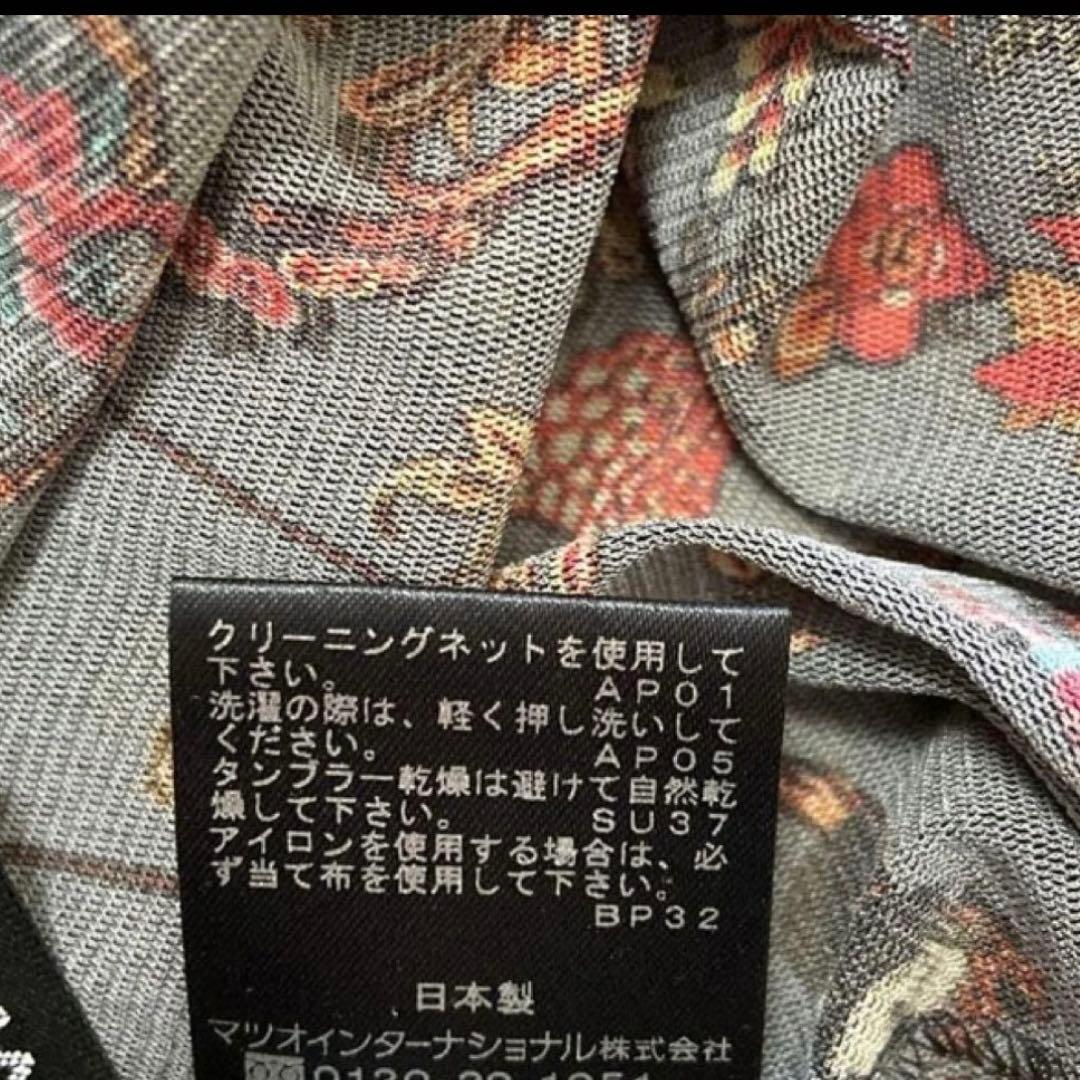 クリーニングネットを使用して
下さい。
ＡＰ０１
洗濯の際は、軽く押し洗いして
ください。
ＡＰ０５
タンブラー乾燥は避けて自然乾
燥して下さい。
ＳＵ３７
アイロンを使用する場合は、必
ず当て布を使用して下さい。
ＢＰ３２
日本製
マツオインターナショナル株式会社